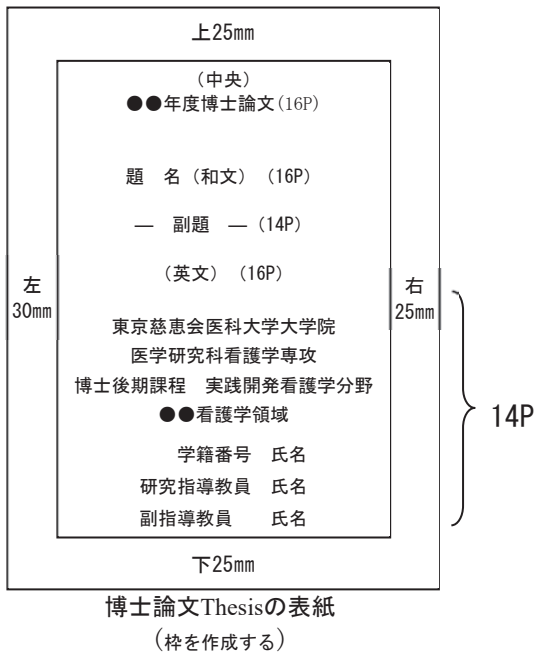 上25mm
（中央）
●●年度博士論文(16P)
題　名（和文）（16P）
―　副題　―（14P）
（英文）（16P）
左
30mm
右
25mm
東京慈恵会医科大学大学院
医学研究科看護学専攻
博士後期課程　実践開発看護学分野
●●看護学領域
学籍番号　氏名
研究指導教員　氏名
副指導教員　氏名
14P
下25mm
博士論文Thesisの表紙
（枠を作成する）